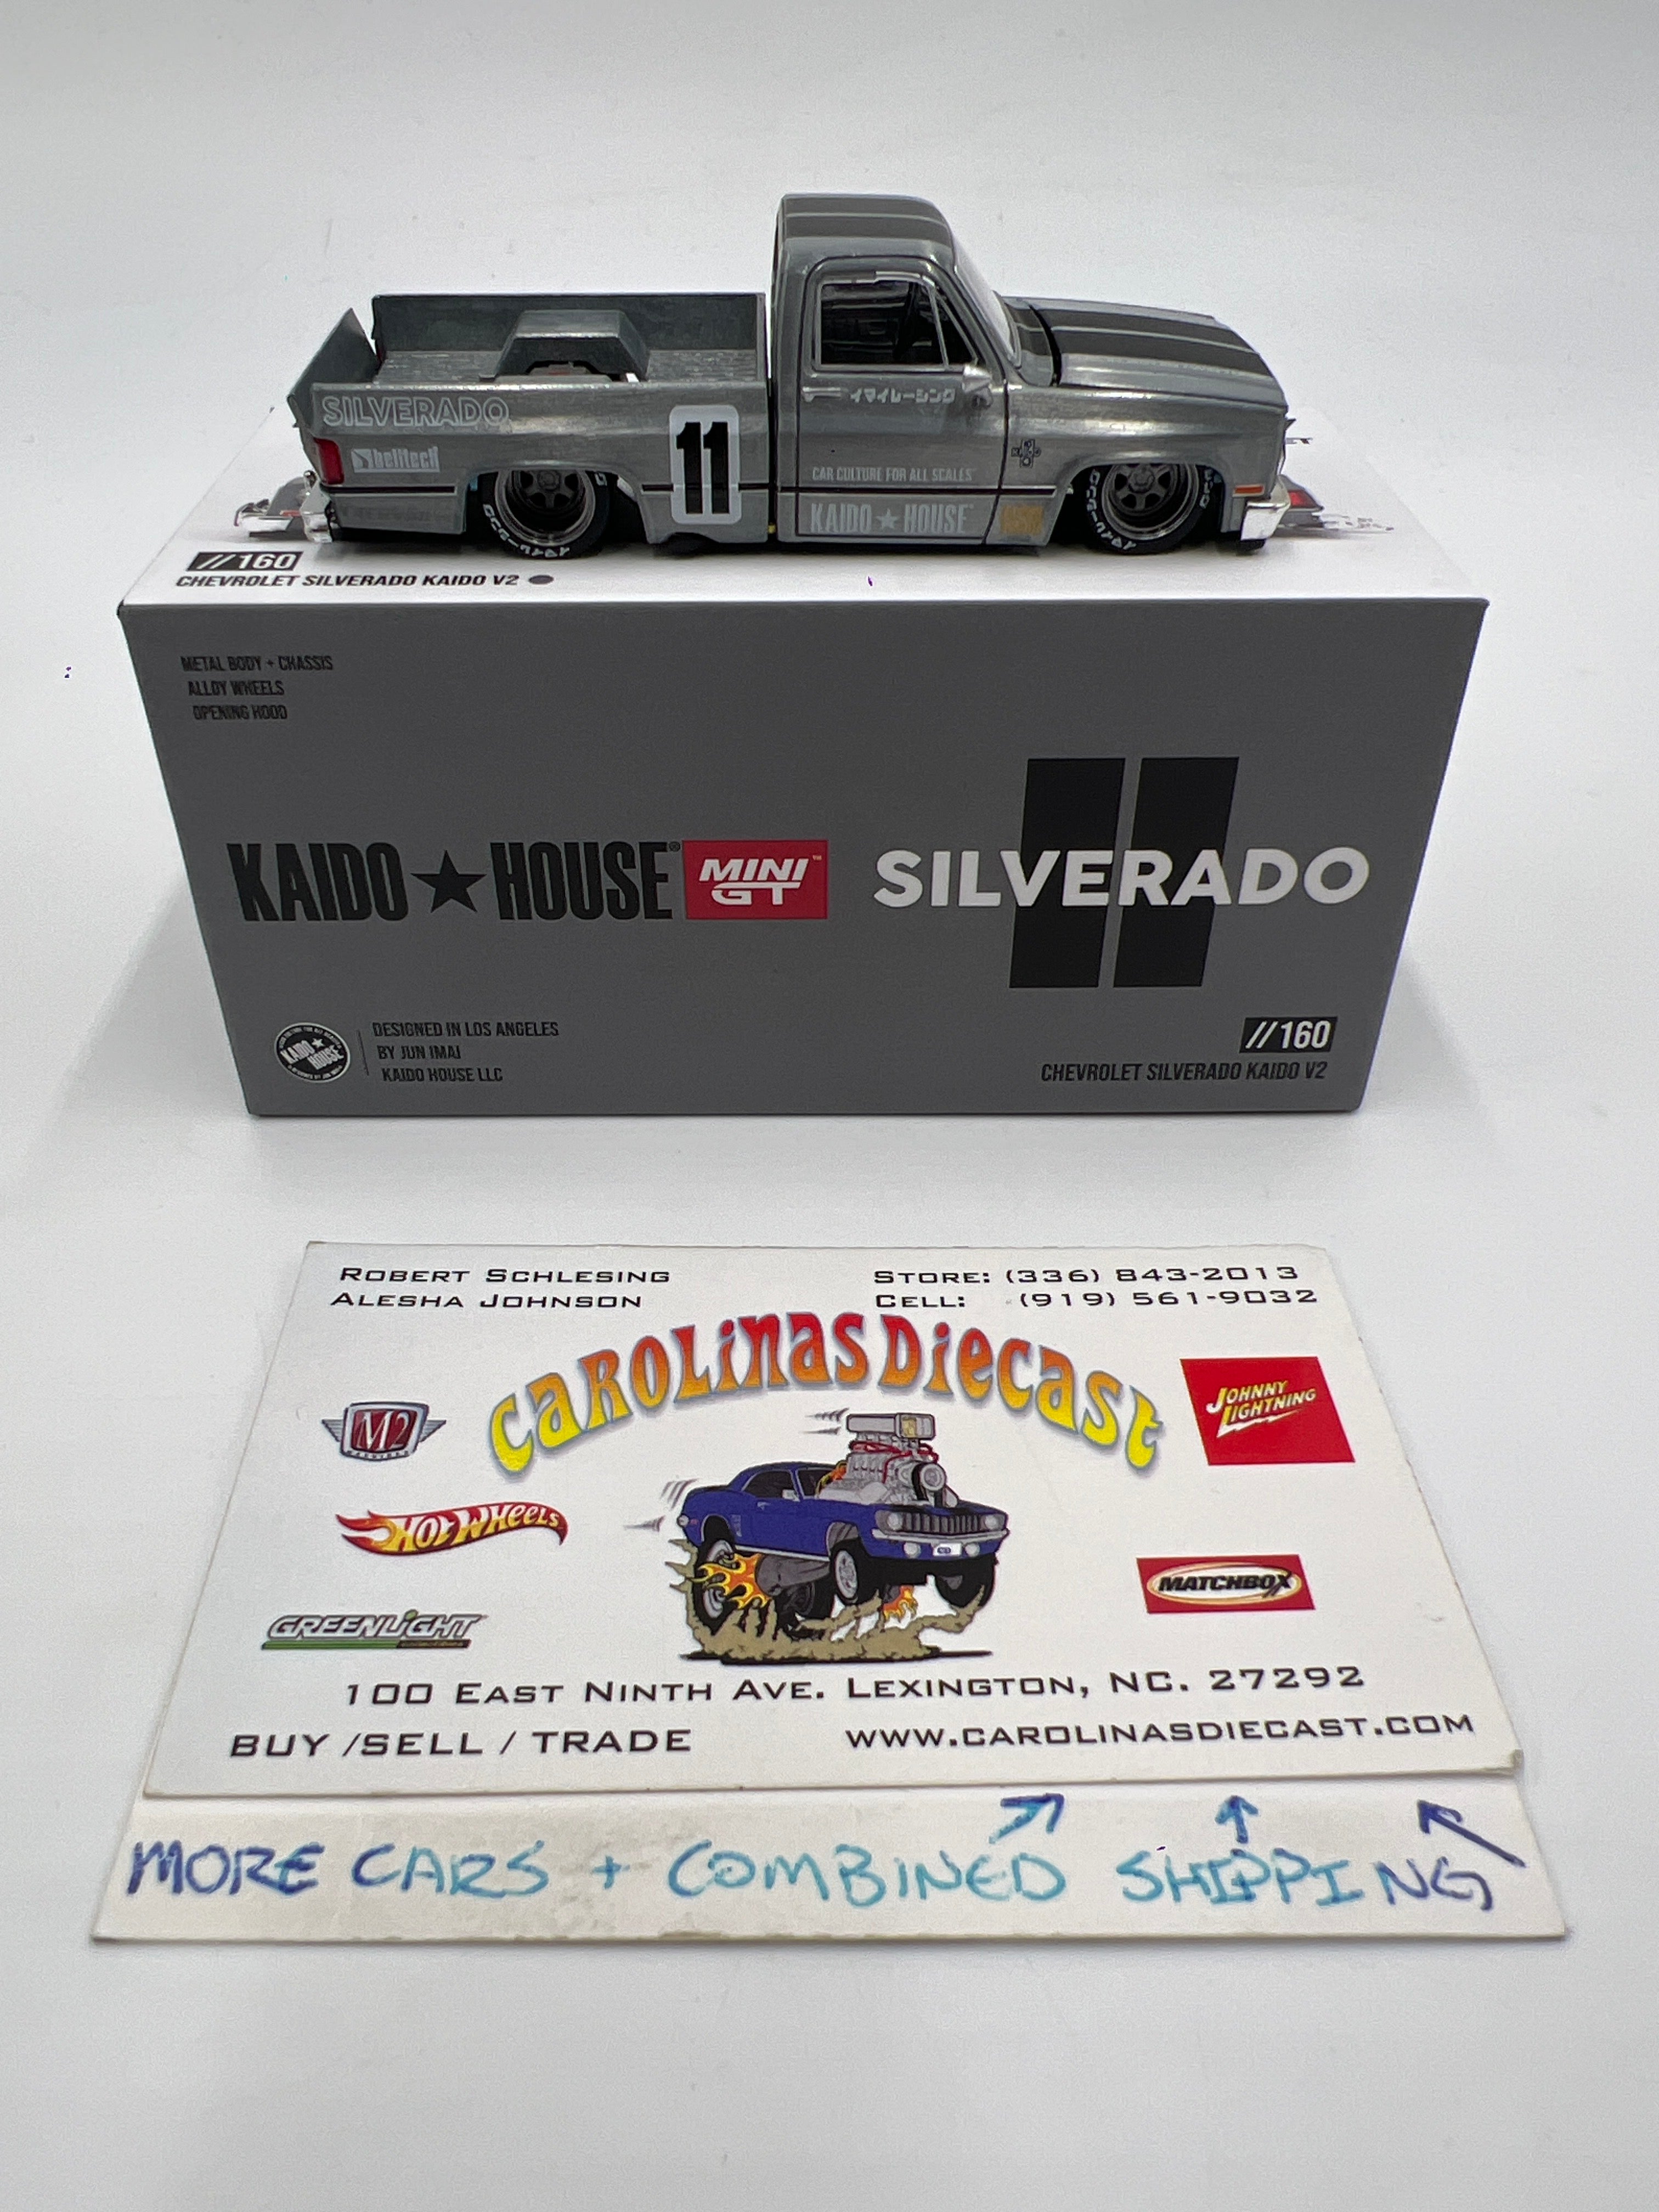 SILVERADO
belltech
11
イマイレーシング
CAR CULTURE FOR ALL SCALES
KAIDO★HOUSE
//160
CHEVROLET SILVERADO KAIDO V2
METAL BODY + CHASSIS
ALLOY WHEELS
OPENING HOOD
KAIDO★HOUSE® MINI GT™
SILVERADO
KAIDO HOUSE
DESIGNED IN LOS ANGELES
BY JUN IMAI
KAIDO HOUSE LLC
//160
CHEVROLET SILVERADO KAIDO V2
ROBERT SCHLESING
ALESHA JOHNSON
STORE: (336) 843-2013
CELL: (919) 561-9032
CAROLINAS DIECAST
M2
JOHNNY LIGHTNING
HOT WHEELS
MATCHBOX
GREENLIGHT
100 EAST NINTH AVE. LEXINGTON, NC. 27292
BUY /SELL / TRADE
WWW.CAROLINASDIECAST.COM
MORE CARS + COMBINED SHIPPING